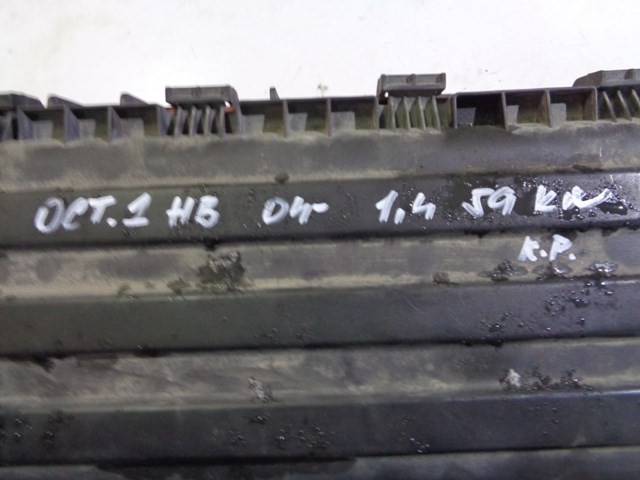 OCT.1 HB 04- 1,4 59 KW
K.P.